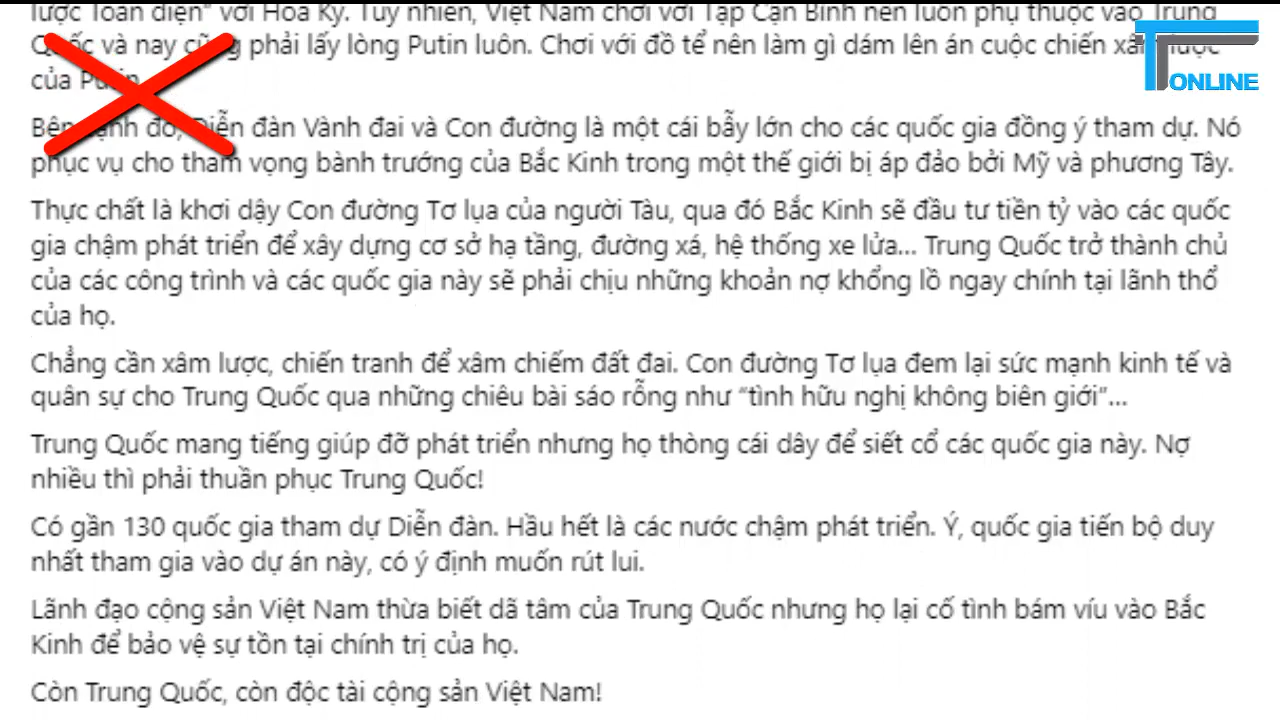 lược Toàn diện" với Hoa Kỳ. Tuy nhiên, Việt Nam chơi với Tập Cận Bình nên luôn phụ thuộc vào Trung
Quốc và nay cũng phải lấy lòng Putin luôn. Chơi với đồ tể nên làm gì dám lên án cuộc chiến xâm lược
của Putin
Bên cạnh đó, Diễn đàn Vành đai và Con đường là một cái bẫy lớn cho các quốc gia đồng ý tham dự. Nó
phục vụ cho tham vọng bành trướng của Bắc Kinh trong một thế giới bị áp đảo bởi Mỹ và phương Tây.
Thực chất là khơi dậy Con đường Tơ lụa của người Tàu, qua đó Bắc Kinh sẽ đầu tư tiền tỷ vào các quốc
gia chậm phát triển để xây dựng cơ sở hạ tầng, đường xá, hệ thống xe lửa... Trung Quốc trở thành chủ
của các công trình và các quốc gia này sẽ phải chịu những khoản nợ khổng lồ ngay chính tại lãnh thổ
của họ.
Chẳng cần xâm lược, chiến tranh để xâm chiếm đất đai. Con đường Tơ lụa đem lại sức mạnh kinh tế và
quân sự cho Trung Quốc qua những chiêu bài sáo rỗng như "tình hữu nghị không biên giới"...
Trung Quốc mang tiếng giúp đỡ phát triển nhưng họ thòng cái dây để siết cổ các quốc gia này. Nợ
nhiều thì phải thuần phục Trung Quốc!
Có gần 130 quốc gia tham dự Diễn đàn. Hầu hết là các nước chậm phát triển. Ý, quốc gia tiến bộ duy
nhất tham gia vào dự án này, có ý định muốn rút lui.
Lãnh đạo cộng sản Việt Nam thừa biết dã tâm của Trung Quốc nhưng họ lại cố tình bám víu vào Bắc
Kinh để bảo vệ sự tồn tại chính trị của họ.
Còn Trung Quốc, còn độc tài cộng sản Việt Nam!
ONLINE